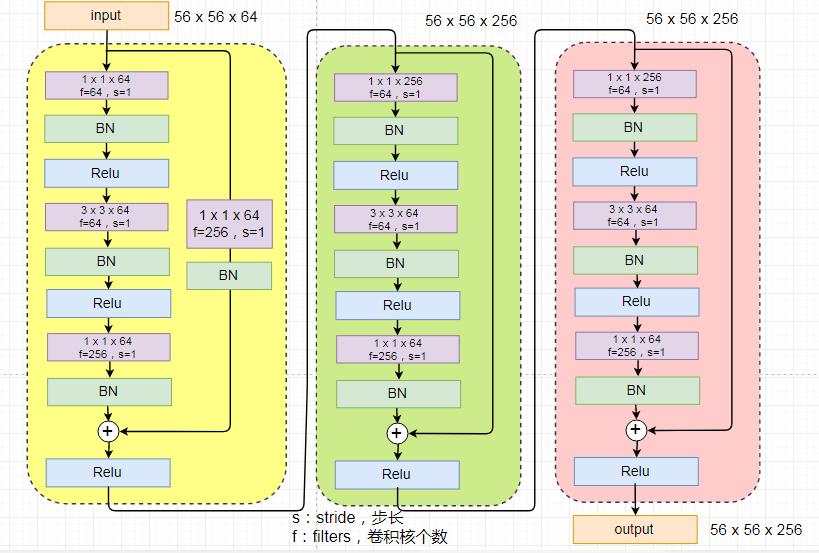 input
56 x 56 x 64
1 x 1 x 64
f=64，s=1
BN
Relu
3 x 3 x 64
f=64，s=1
BN
Relu
1 x 1 x 64
f=256，s=1
BN
+
Relu
1 x 1 x 64
f=256，s=1
BN
56 x 56 x 256
1 x 1 x 256
f=64，s=1
BN
Relu
3 x 3 x 64
f=64，s=1
BN
Relu
1 x 1 x 64
f=256，s=1
BN
+
Relu
56 x 56 x 256
1 x 1 x 256
f=64，s=1
BN
Relu
3 x 3 x 64
f=64，s=1
BN
Relu
1 x 1 x 64
f=256，s=1
BN
+
Relu
output
56 x 56 x 256
s：stride，步长
f：filters，卷积核个数